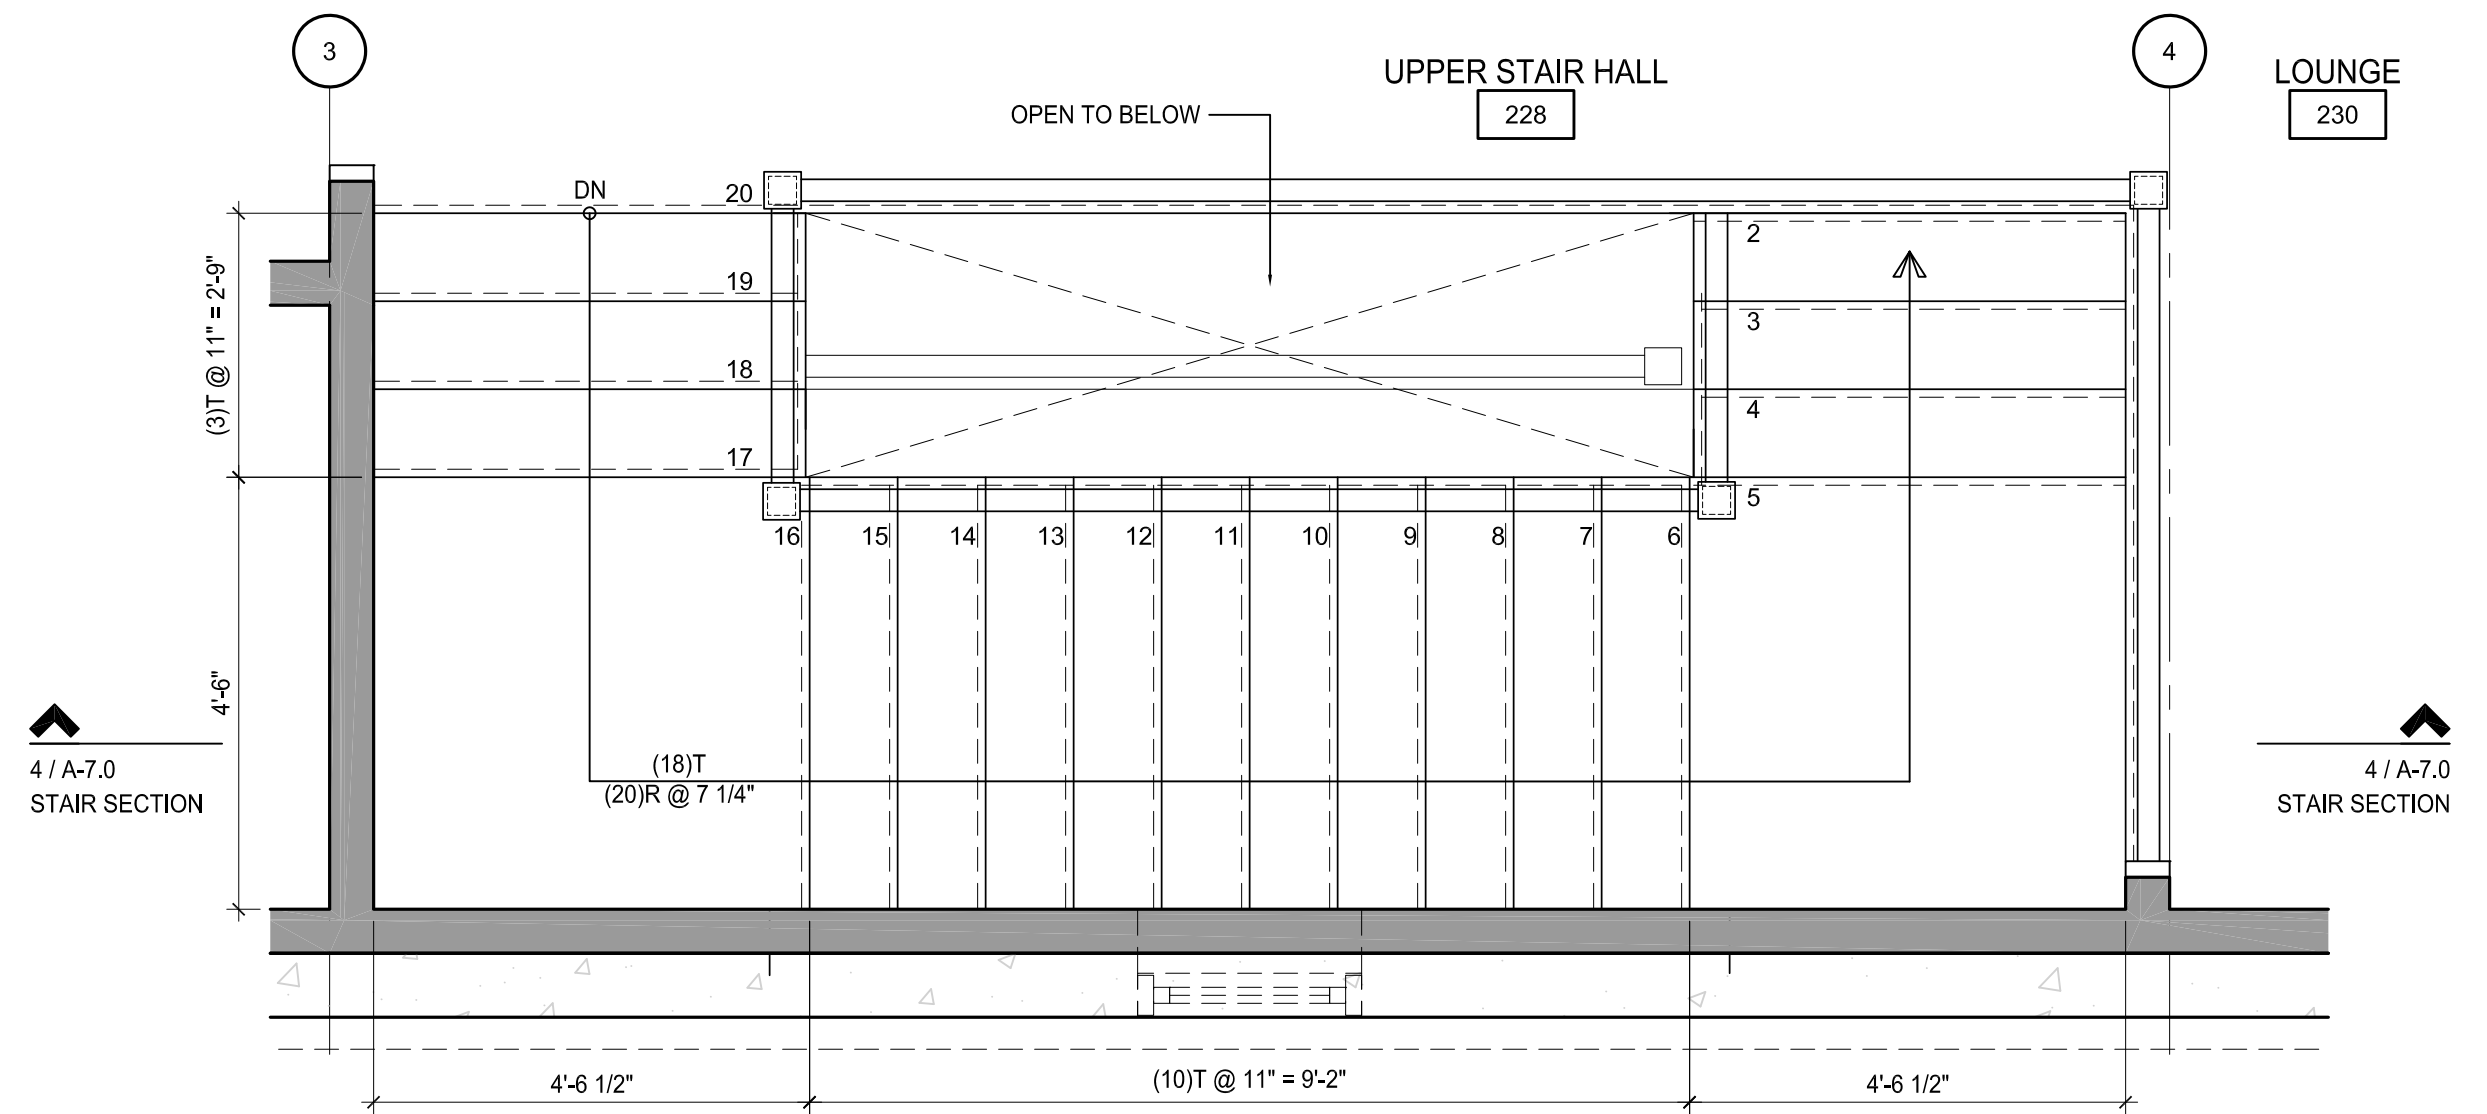 3
4
UPPER STAIR HALL
228
LOUNGE
230
OPEN TO BELOW
DN
20
19
18
17
2
3
4
5
16
15
14
13
12
11
10
9
8
7
6
(3)T @ 11" = 2'-9"
4'-6"
(18)T
(20)R @ 7 1/4"
4 / A-7.0
STAIR SECTION
4 / A-7.0
STAIR SECTION
4'-6 1/2"
(10)T @ 11" = 9'-2"
4'-6 1/2"